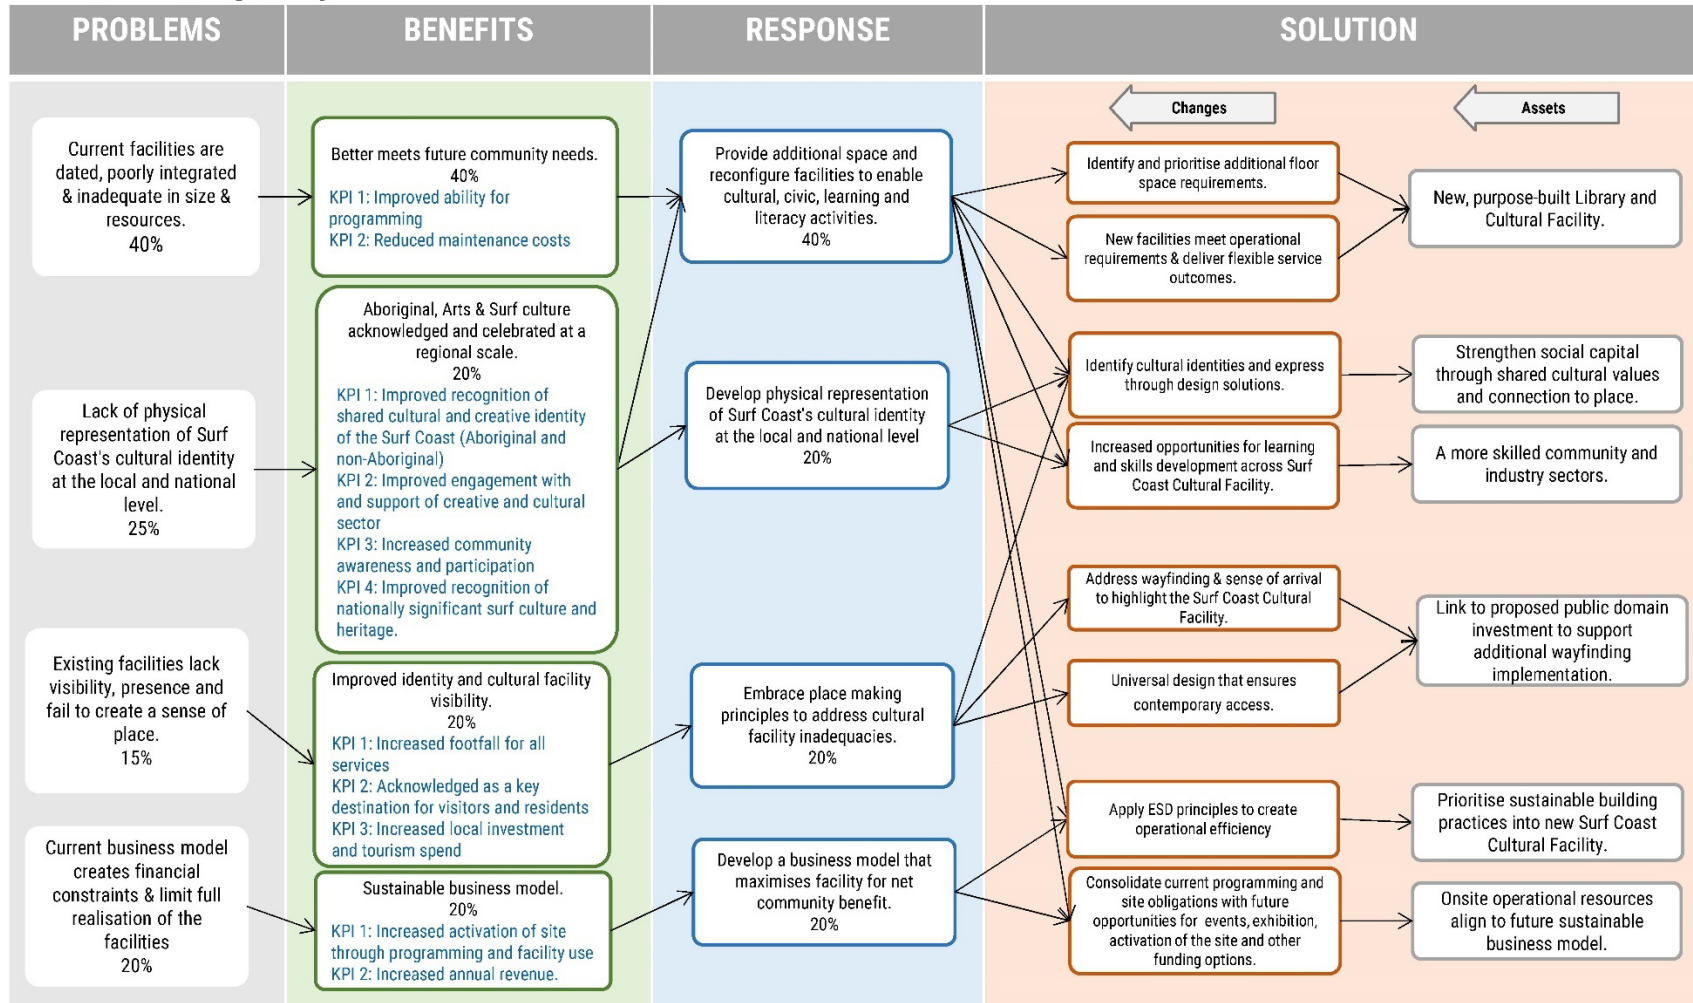 PROBLEMS
BENEFITS
RESPONSE
SOLUTION
Current facilities are
dated, poorly integrated
& inadequate in size &
resources.
40%
Lack of physical
representation of Surf
Coast's cultural identity
at the local and national
level.
25%
Existing facilities lack
visibility, presence and
fail to create a sense of
place.
15%
Current business model
creates financial
constraints & limit full
realisation of the
facilities
20%
Better meets future community needs.
40%
KPI 1: Improved ability for
programming
KPI 2: Reduced maintenance costs
Aboriginal, Arts & Surf culture
acknowledged and celebrated at a
regional scale.
20%
KPI 1: Improved recognition of
shared cultural and creative identity
of the Surf Coast (Aboriginal and
non-Aboriginal)
KPI 2: Improved engagement with
and support of creative and cultural
sector
KPI 3: Increased community
awareness and participation
KPI 4: Improved recognition of
nationally significant surf culture and
heritage.
Improved identity and cultural facility
visibility.
20%
KPI 1: Increased footfall for all
services
KPI 2: Acknowledged as a key
destination for visitors and residents
KPI 3: Increased local investment
and tourism spend
Sustainable business model.
20%
KPI 1: Increased activation of site
through programming and facility use
KPI 2: Increased annual revenue.
Provide additional space and
reconfigure facilities to enable
cultural, civic, learning and
literacy activities.
40%
Develop physical representation
of Surf Coast's cultural identity
at the local and national level
20%
Embrace place making
principles to address cultural
facility inadequacies.
20%
Develop a business model that
maximises facility for net
community benefit.
20%
Changes
Identify and prioritise additional floor
space requirements.
New facilities meet operational
requirements & deliver flexible service
outcomes.
Identify cultural identities and express
through design solutions.
Increased opportunities for learning
and skills development across Surf
Coast Cultural Facility.
Address wayfinding & sense of arrival
to highlight the Surf Coast Cultural
Facility.
Universal design that ensures
contemporary access.
Apply ESD principles to create
operational efficiency
Consolidate current programming and
site obligations with future
opportunities for events, exhibition,
activation of the site and other
funding options.
Assets
New, purpose-built Library and
Cultural Facility.
Strengthen social capital
through shared cultural values
and connection to place.
A more skilled community and
industry sectors.
Link to proposed public domain
investment to support
additional wayfinding
implementation.
Prioritise sustainable building
practices into new Surf Coast
Cultural Facility.
Onsite operational resources
align to future sustainable
business model.